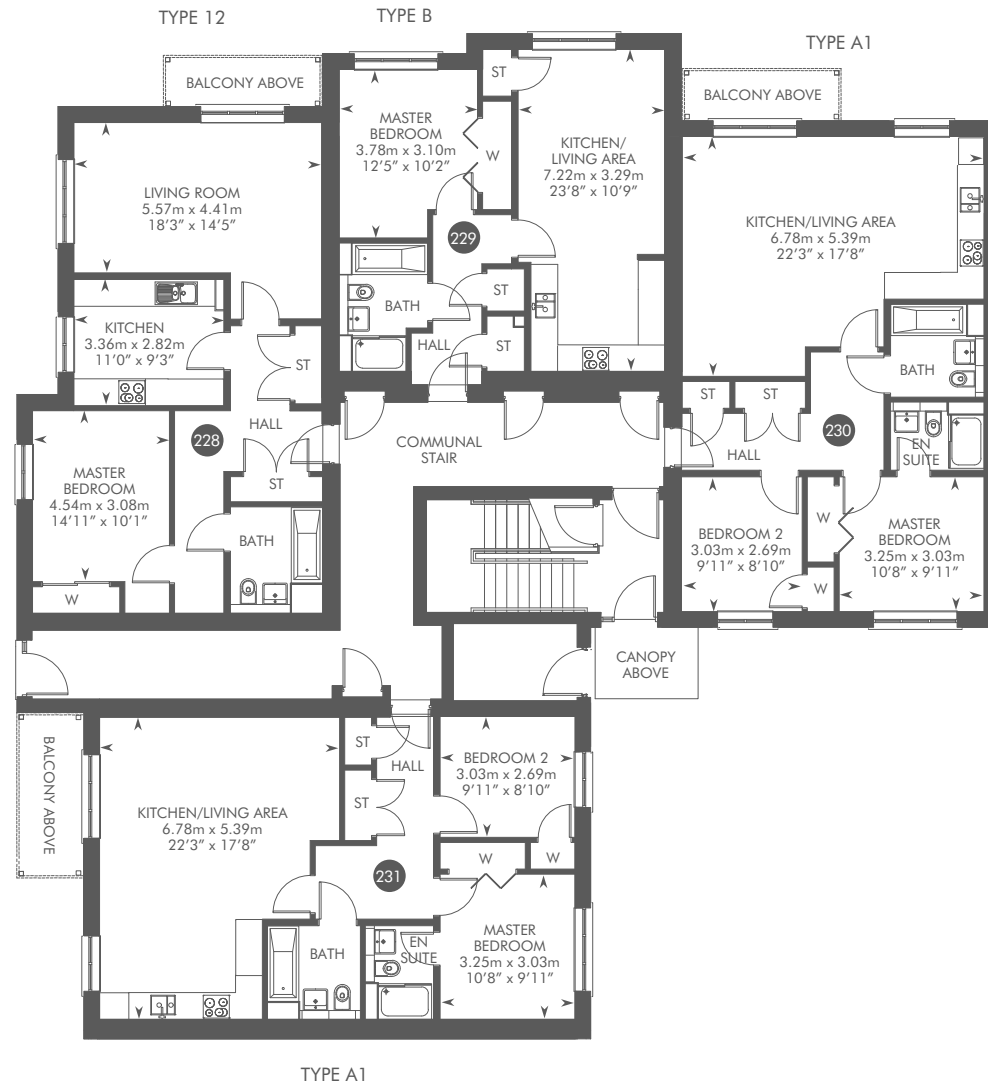 TYPE 12
TYPE B
TYPE A1
BALCONY ABOVE
LIVING ROOM
5.57m x 4.41m
18'3" x 14'5"
KITCHEN
3.36m x 2.82m
11'0" x 9'3"
ST
HALL
228
ST
MASTER
BEDROOM
4.54m x 3.08m
14'11" x 10'1"
W
BATH
MASTER
BEDROOM
3.78m x 3.10m
12'5" x 10'2"
ST
W
KITCHEN/
LIVING AREA
7.22m x 3.29m
23'8" x 10'9"
229
BATH
ST
HALL
ST
COMMUNAL
STAIR
BALCONY ABOVE
KITCHEN/LIVING AREA
6.78m x 5.39m
22'3" x 17'8"
BATH
ST
ST
230
HALL
EN
SUITE
BEDROOM 2
3.03m x 2.69m
9'11" x 8'10"
W
W
MASTER
BEDROOM
3.25m x 3.03m
10'8" x 9'11"
CANOPY
ABOVE
BALCONY ABOVE
KITCHEN/LIVING AREA
6.78m x 5.39m
22'3" x 17'8"
ST
HALL
ST
BEDROOM 2
3.03m x 2.69m
9'11" x 8'10"
W
W
231
BATH
EN
SUITE
MASTER
BEDROOM
3.25m x 3.03m
10'8" x 9'11"
TYPE A1